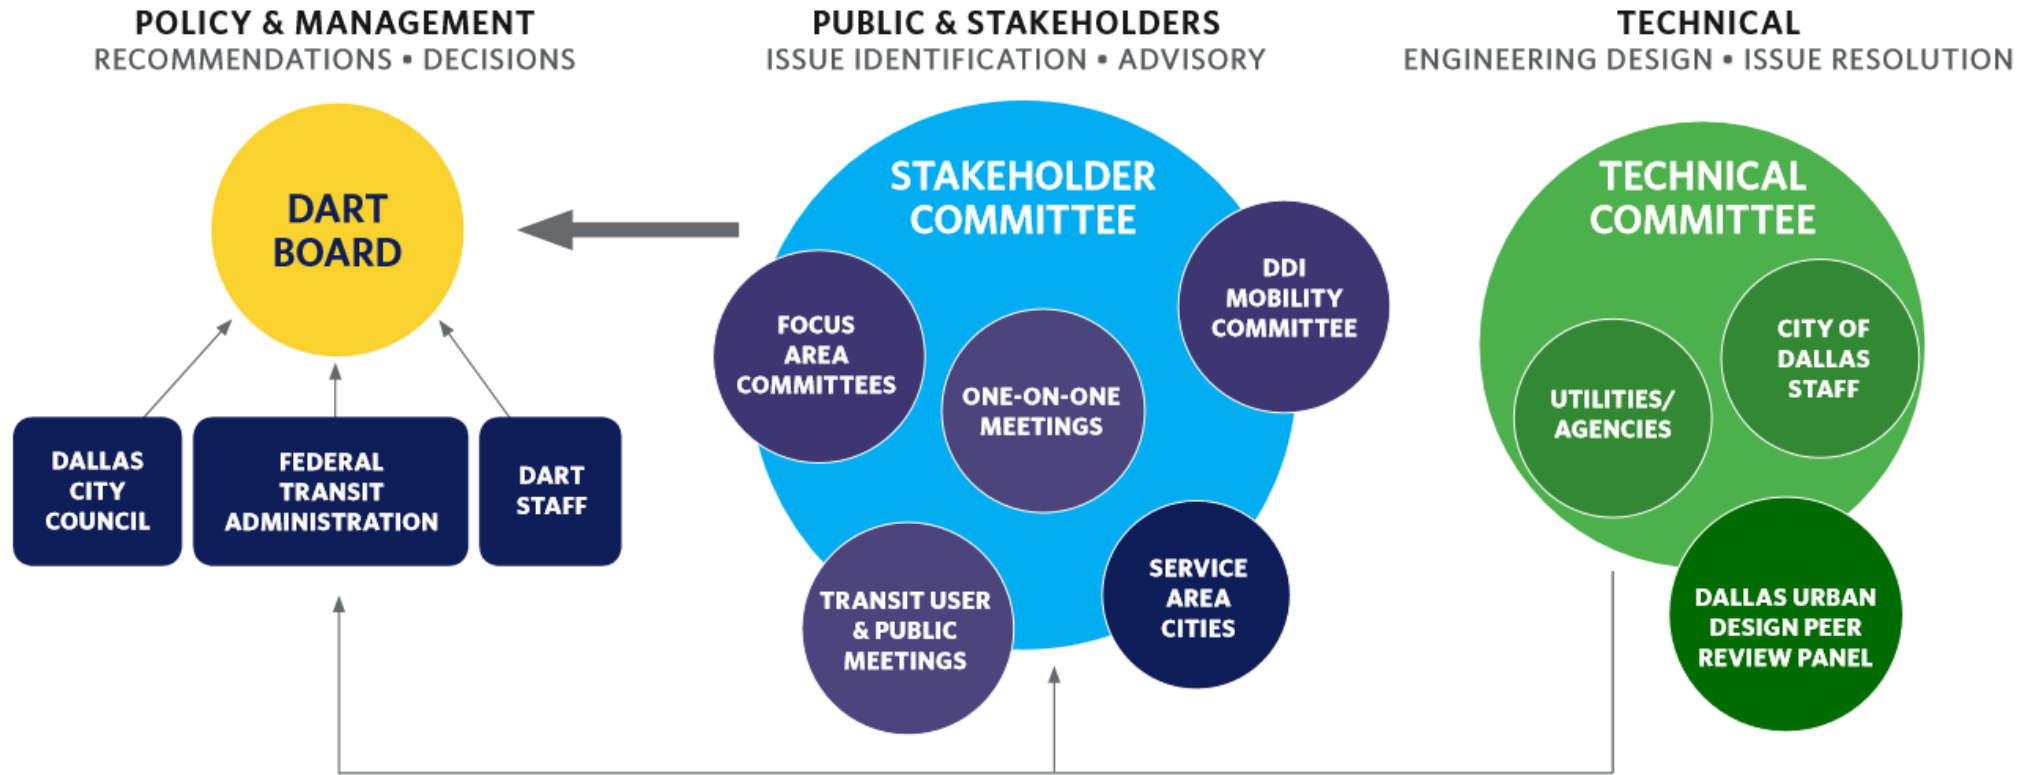 POLICY & MANAGEMENT
RECOMMENDATIONS • DECISIONS
DART
BOARD
DALLAS
CITY
COUNCIL
FEDERAL
TRANSIT
ADMINISTRATION
DART
STAFF
PUBLIC & STAKEHOLDERS
ISSUE IDENTIFICATION • ADVISORY
STAKEHOLDER
COMMITTEE
FOCUS
AREA
COMMITTEES
ONE-ON-ONE
MEETINGS
DDI
MOBILITY
COMMITTEE
TRANSIT USER
& PUBLIC
MEETINGS
SERVICE
AREA
CITIES
TECHNICAL
ENGINEERING DESIGN • ISSUE RESOLUTION
TECHNICAL
COMMITTEE
UTILITIES/
AGENCIES
CITY OF
DALLAS
STAFF
DALLAS URBAN
DESIGN PEER
REVIEW PANEL